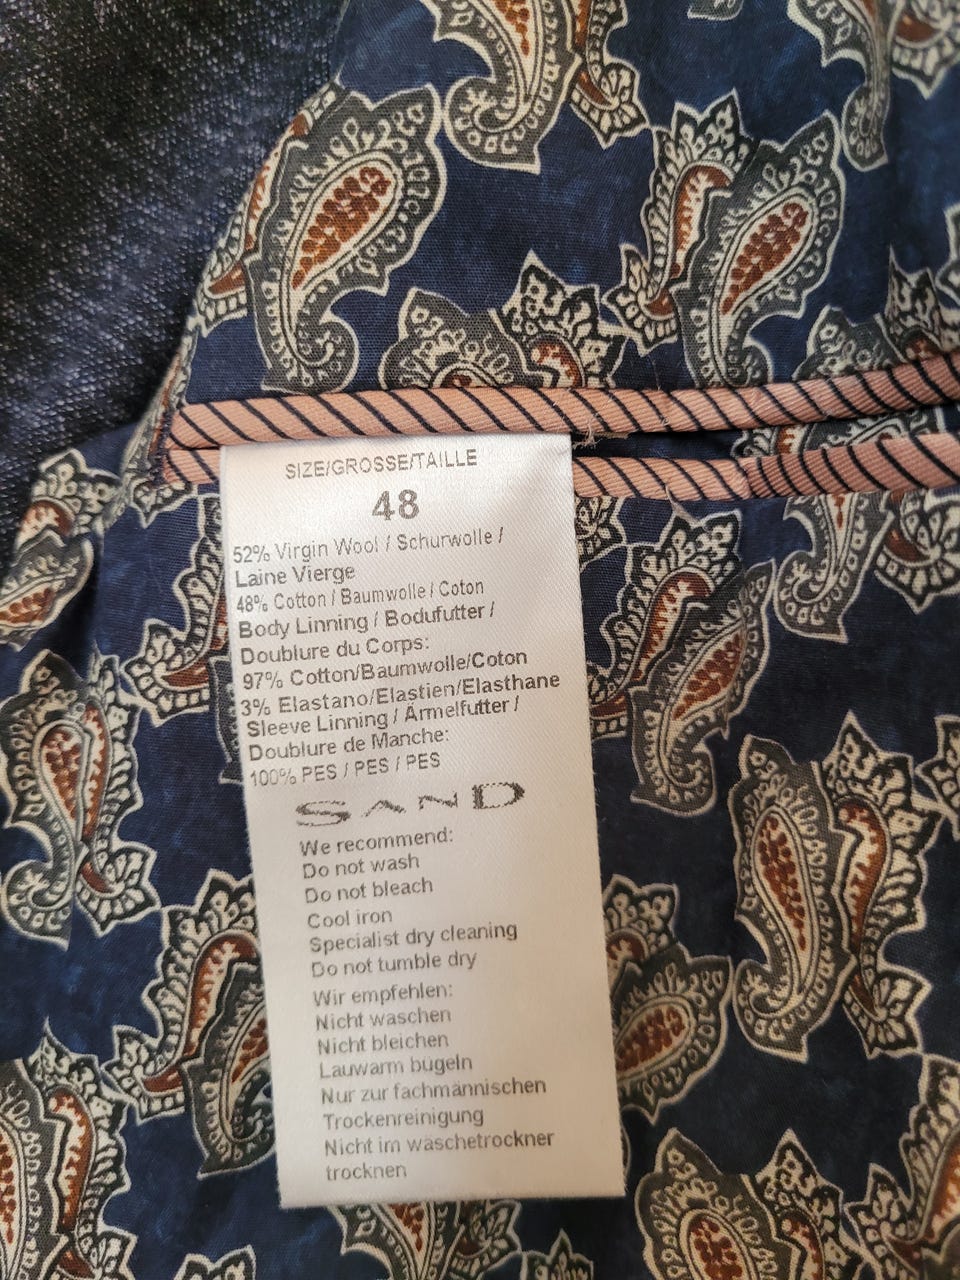 SIZE/GROSSE/TAILLE
48
52% Virgin Wool / Schurwolle /
Laine Vierge
48% Cotton / Baumwolle / Coton
Body Linning / Bodufutter /
Doublure du Corps:
97% Cotton/Baumwolle/Coton
3% Elastano/Elastien/Elasthane
Sleeve Linning / Ärmelfutter /
Doublure de Manche:
100% PES / PES / PES
SAND
We recommend:
Do not wash
Do not bleach
Cool iron
Specialist dry cleaning
Do not tumble dry
Wir empfehlen:
Nicht waschen
Nicht bleichen
Lauwarm bugeln
Nur zur fachmännischen
Trockenreinigung
Nicht im wäschetrockner
trocknen